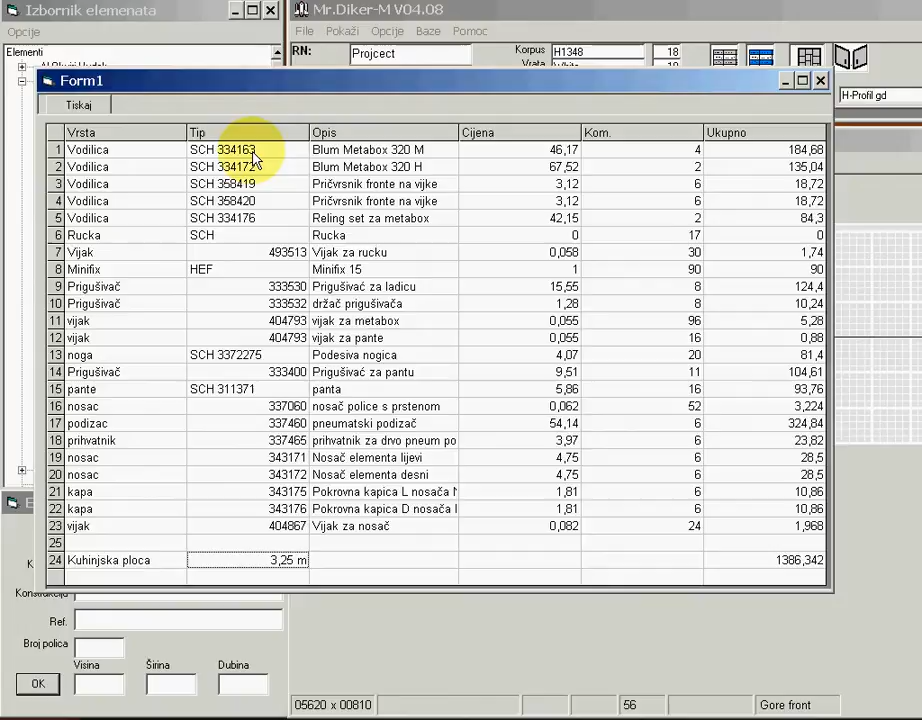 Izbornik elemenata
Mr.Diker-M V04.08
Opcije
File Pokaži Opcije Baze Pomoc
Elementi
RN: Projcect Korpus H1348 18
Vrata
H-Profil gd
Form1
Tiskaj
Vrsta Tip Opis Cijena Kom. Ukupno
1 Vodilica SCH 334163 Blum Metabox 320 M 46,17 4 184,68
2 Vodilica SCH 334172 Blum Metabox 320 H 67,52 2 135,04
3 Vodilica SCH 358419 Pričvrsnik fronte na vijke 3,12 6 18,72
4 Vodilica SCH 358420 Pričvrsnik fronte na vijke 3,12 6 18,72
5 Vodilica SCH 334176 Reling set za metabox 42,15 2 84,3
6 Rucka SCH Rucka 0 17 0
7 Vijak 493513 Vijak za rucku 0,058 30 1,74
8 Minifix HEF Minifix 15 1 90 90
9 Prigušivač 333530 Prigušivać za ladicu 15,55 8 124,4
10 Prigušivač 333532 držač prigušivača 1,28 8 10,24
11 vijak 404793 vijak za metabox 0,055 96 5,28
12 vijak 404793 vijak za pante 0,055 16 0,88
13 noga SCH 3372275 Podesiva nogica 4,07 20 81,4
14 Prigušivač 333400 Prigušivać za pantu 9,51 11 104,61
15 pante SCH 311371 panta 5,86 16 93,76
16 nosac 337060 nosač police s prstenom 0,062 52 3,224
17 podizac 337460 pneumatski podizač 54,14 6 324,84
18 prihvatnik 337465 prihvatnik za drvo pneum po 3,97 6 23,82
19 nosac 343171 Nosač elementa lijevi 4,75 6 28,5
20 nosac 343172 Nosač elementa desni 4,75 6 28,5
21 kapa 343175 Pokrovna kapica L nosača 1,81 6 10,86
22 kapa 343176 Pokrovna kapica D nosača 1,81 6 10,86
23 vijak 404867 Vijak za nosač 0,082 24 1,968
25
24 Kuhinjska ploca 3,25 m 1386,342
Ref.
Broj polica
Visina Širina Dubina
OK
05620 x 00810 56 Gore front